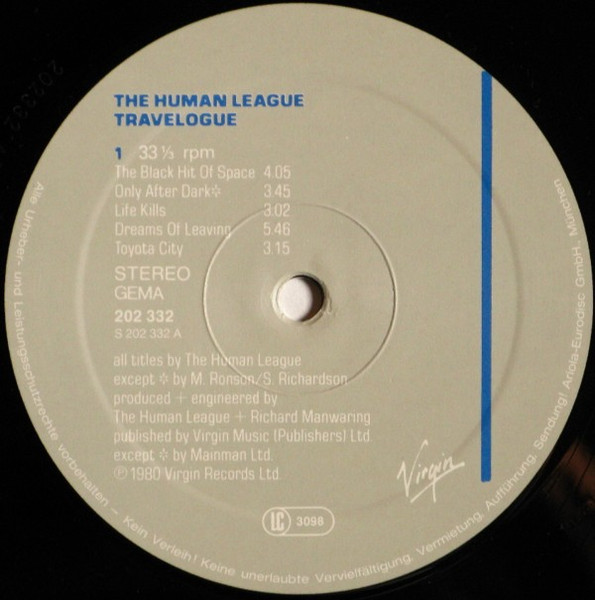 THE HUMAN LEAGUE
TRAVELOGUE
1 33 ⅓ rpm
The Black Hit Of Space 4.05
Only After Dark✧ 3.45
Life Kills 3.02
Dreams Of Leaving 5.46
Toyota City 3.15
STEREO
GEMA
202 332
S 202 332 A
all titles by The Human League
except ✧ by M. Ronson/S. Richardson
produced + engineered by
The Human League + Richard Manwaring
published by Virgin Music (Publishers) Ltd
except ✧ by Mainman Ltd.
℗ 1980 Virgin Records Ltd.
Virgin
LC 3098
Alle Urheber- und Leistungsschutzrechte vorbehalten – Kein Verleih! Keine unerlaubte Vervielfältigung, Vermietung, Aufführung, Sendung! Ariola-Eurodisc GmbH., München
202332